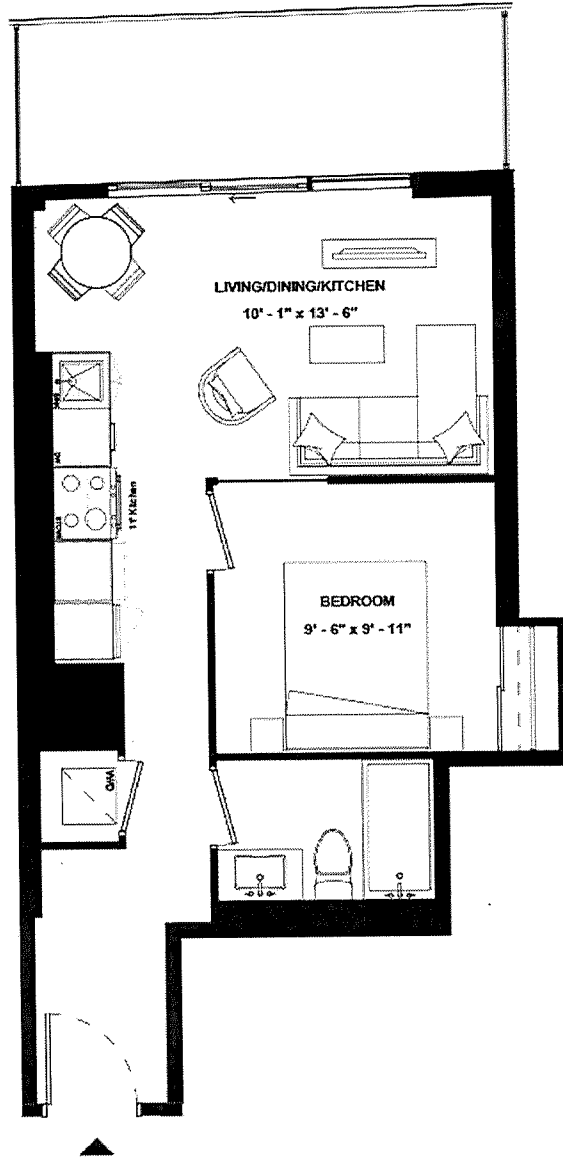 LIVING/DINING/KITCHEN
10' - 1" x 13' - 6"
11' Kitchen
BEDROOM
9' - 6" x 9' - 11"
W/D